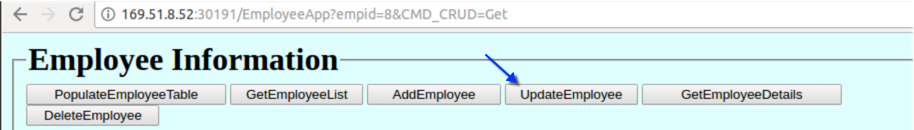 169.51.8.52:30191/EmployeeApp?empid=8&CMD_CRUD=Get
Employee Information
PopulateEmployeeTable GetEmployeeList AddEmployee UpdateEmployee GetEmployeeDetails
DeleteEmployee